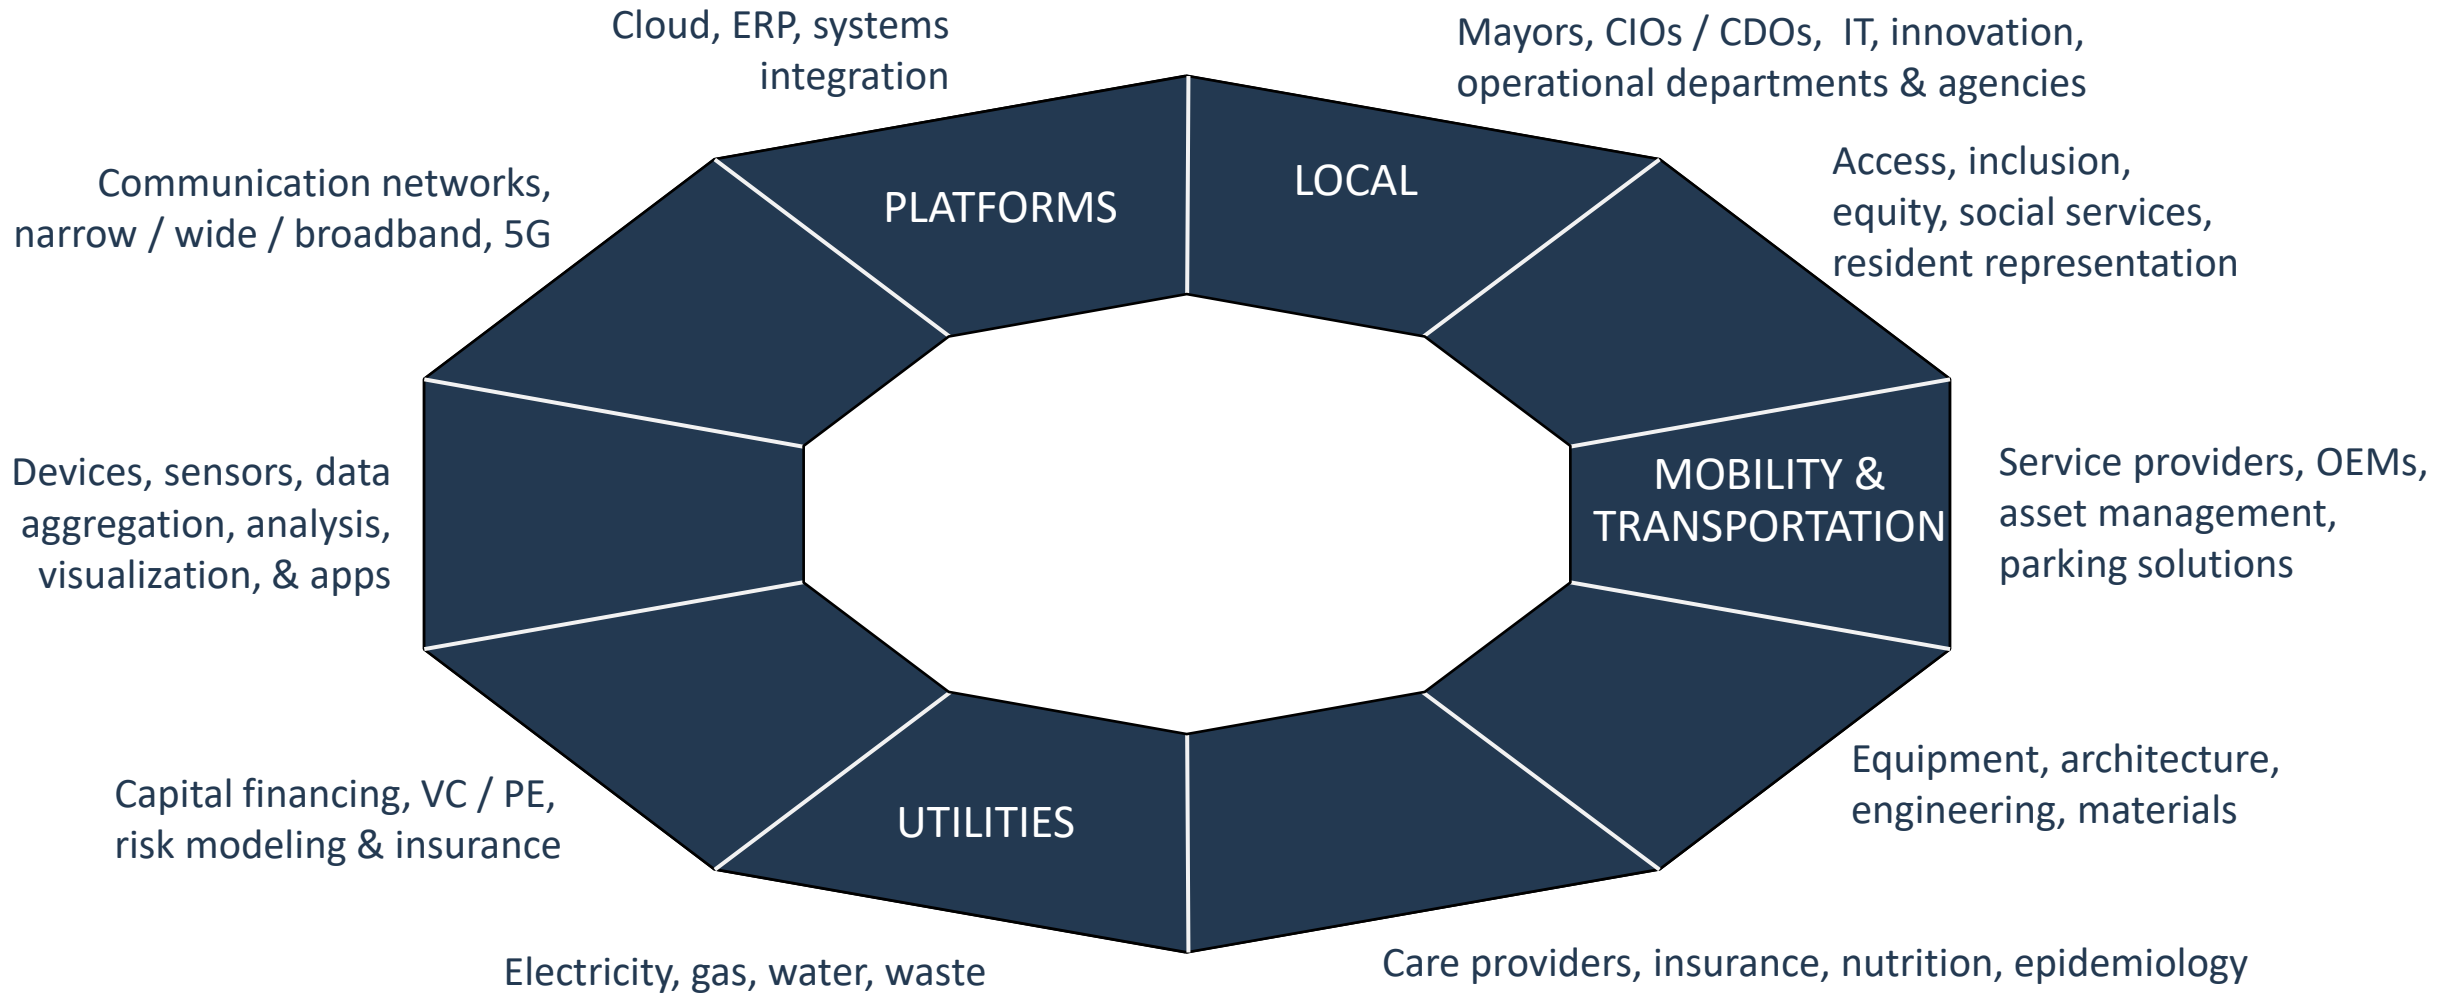 Cloud, ERP, systems
integration
Mayors, CIOs / CDOs,  IT, innovation,
operational departments & agencies
Communication networks,
narrow / wide / broadband, 5G
PLATFORMS
LOCAL
Access, inclusion,
equity, social services,
resident representation
Devices, sensors, data
aggregation, analysis,
visualization, & apps
MOBILITY &
TRANSPORTATION
Service providers, OEMs,
asset management,
parking solutions
Capital financing, VC / PE,
risk modeling & insurance
UTILITIES
Equipment, architecture,
engineering, materials
Electricity, gas, water, waste
Care providers, insurance, nutrition, epidemiology